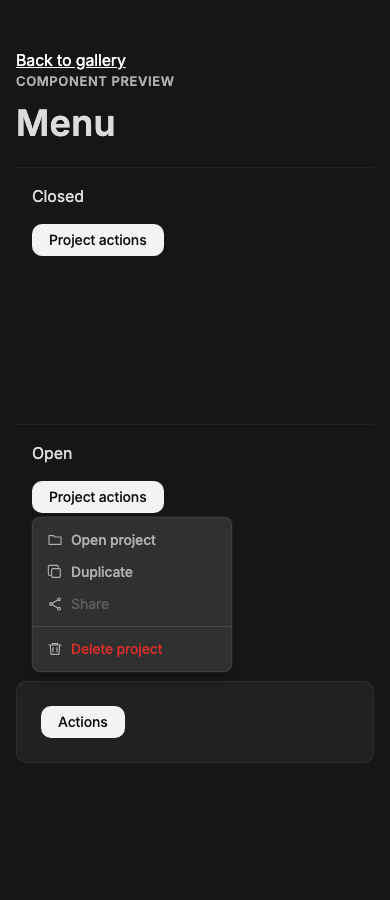 Back to gallery
COMPONENT PREVIEW
Menu
Closed
Project actions
Open
Project actions
Open project
Duplicate
Share
Delete project
Actions